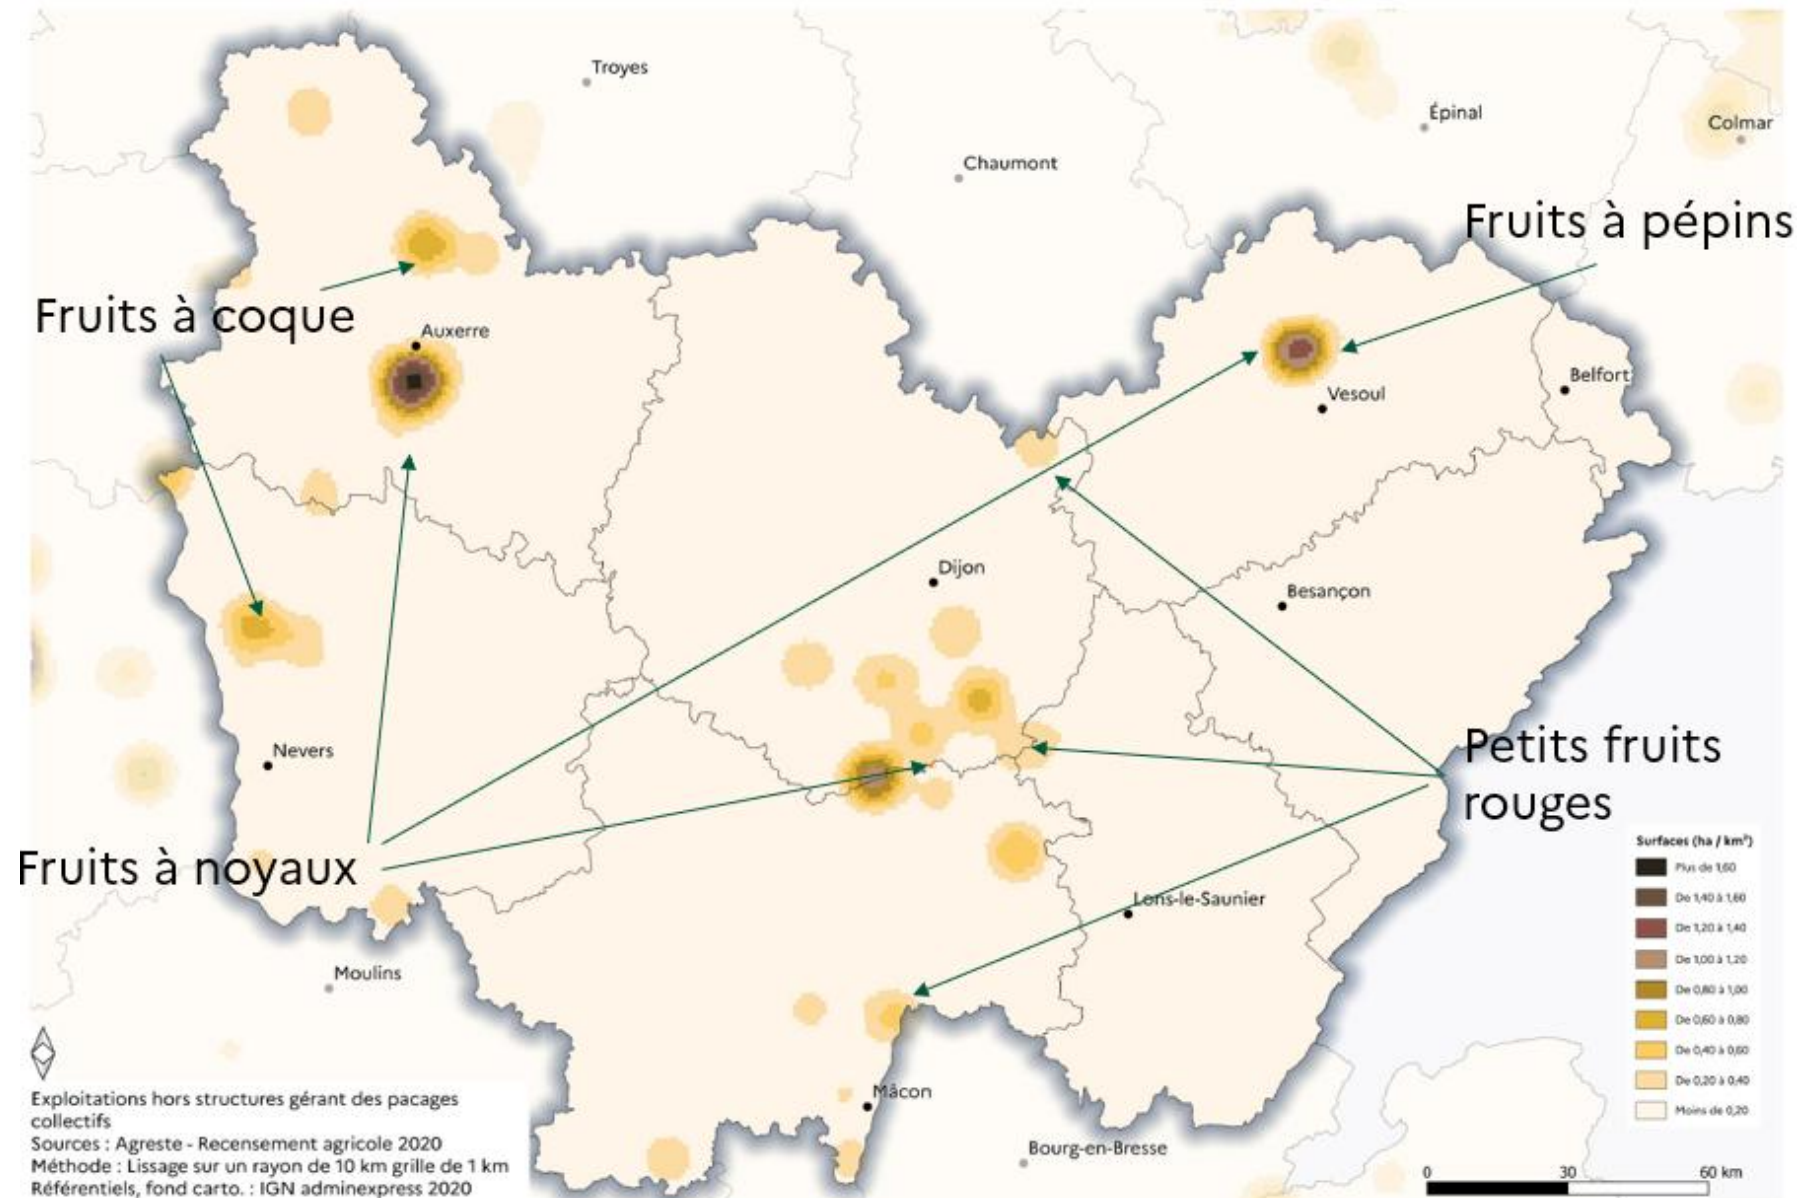 Troyes
Épinal
Colmar
Chaumont
Fruits à pépins
Fruits à coque
Auxerre
Belfort
Vesoul
Dijon
Besançon
Nevers
Petits fruits
rouges
Fruits à noyaux
Lons-le-Saunier
Moulins
Mâcon
Bourg-en-Bresse
Surfaces (ha / km²)
Plus de 1,60
De 1,40 à 1,60
De 1,20 à 1,40
De 1,00 à 1,20
De 0,80 à 1,00
De 0,60 à 0,80
De 0,40 à 0,60
De 0,20 à 0,40
Moins de 0,20
Exploitations hors structures gérant des pacages
collectifs
Sources : Agreste - Recensement agricole 2020
Méthode : Lissage sur un rayon de 10 km grille de 1 km
Référentiels, fond carto. : IGN adminexpress 2020
0 30 60 km